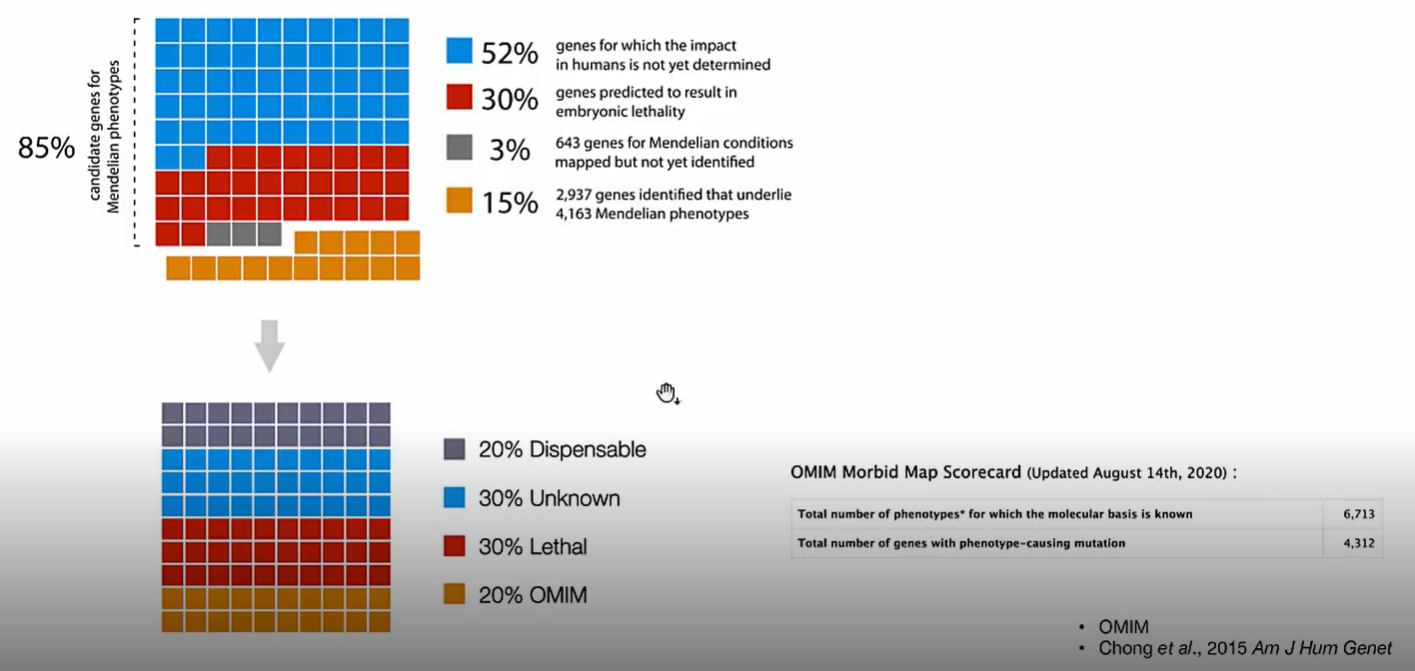 85%
candidate genes for
Mendelian phenotypes
52%
genes for which the impact
in humans is not yet determined
30%
genes predicted to result in
embryonic lethality
3%
643 genes for Mendelian conditions
mapped but not yet identified
15%
2,937 genes identified that underlie
4,163 Mendelian phenotypes
20% Dispensable
30% Unknown
30% Lethal
20% OMIM
OMIM Morbid Map Scorecard (Updated August 14th, 2020) :
Total number of phenotypes* for which the molecular basis is known 6,713
Total number of genes with phenotype-causing mutation 4,312
• OMIM
• Chong et al., 2015 Am J Hum Genet